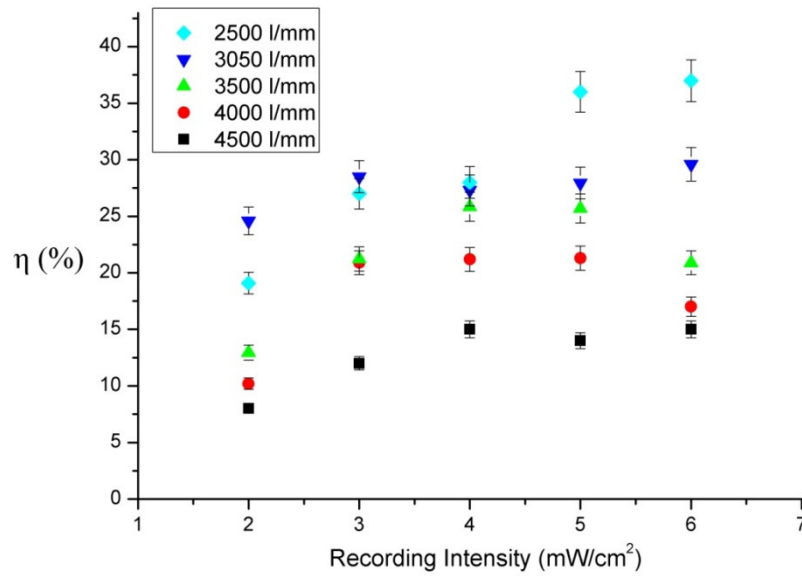 2500 l/mm
3050 l/mm
3500 l/mm
4000 l/mm
4500 l/mm
40
35
30
25
20
15
10
5
0
η (%)
1 2 3 4 5 6 7
Recording Intensity (mW/cm²)